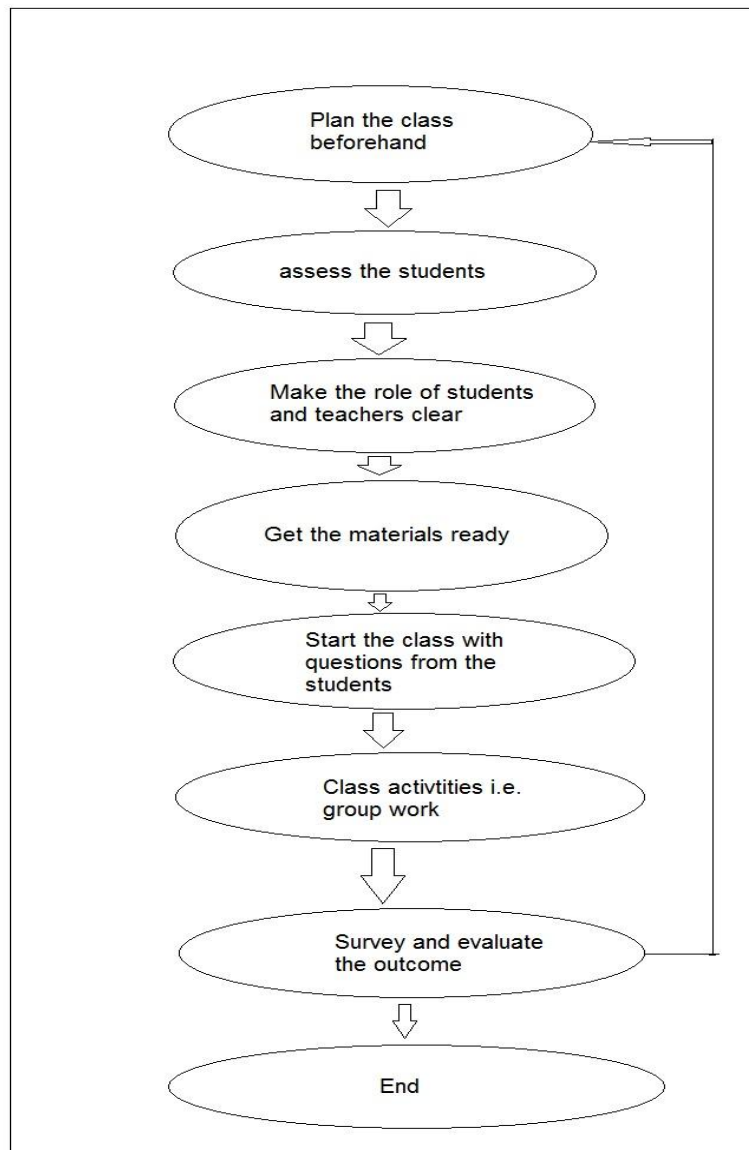 Plan the class
beforehand
assess the students
Make the role of students
and teachers clear
Get the materials ready
Start the class with
questions from the
students
Class activtities i.e.
group work
Survey and evaluate
the outcome
End